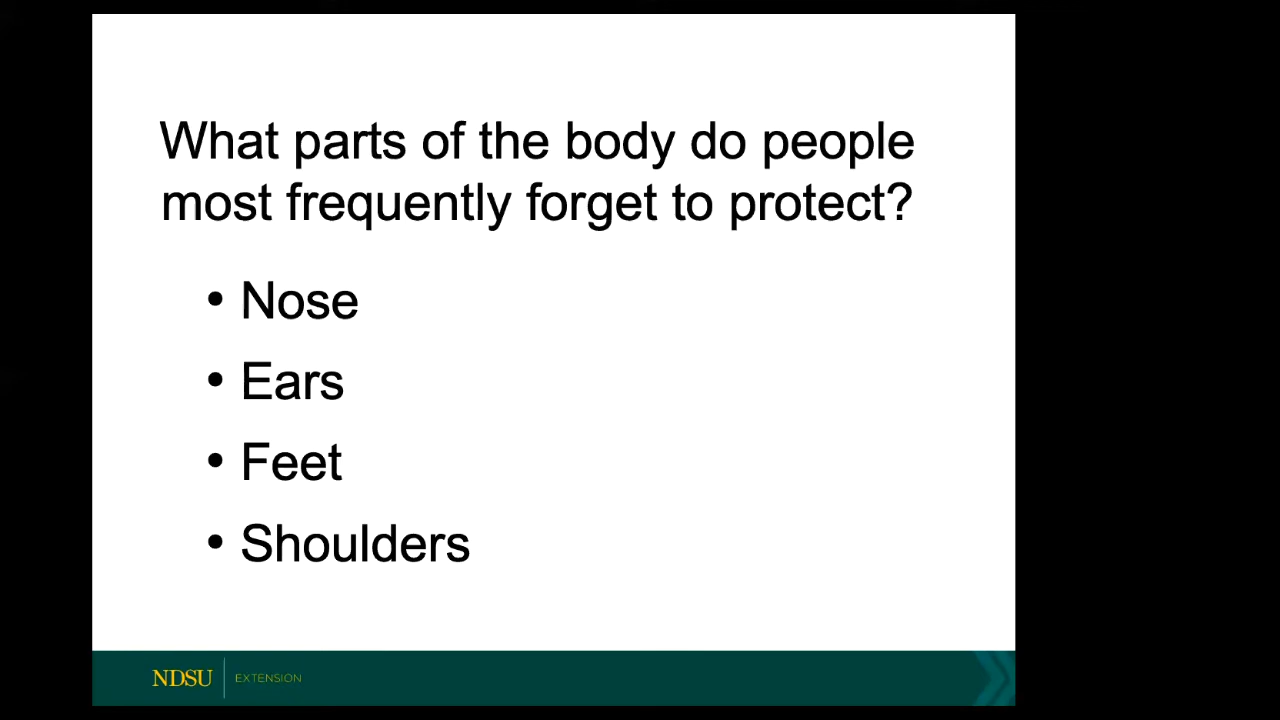 What parts of the body do people
most frequently forget to protect?
• Nose
• Ears
• Feet
• Shoulders
NDSU EXTENSION